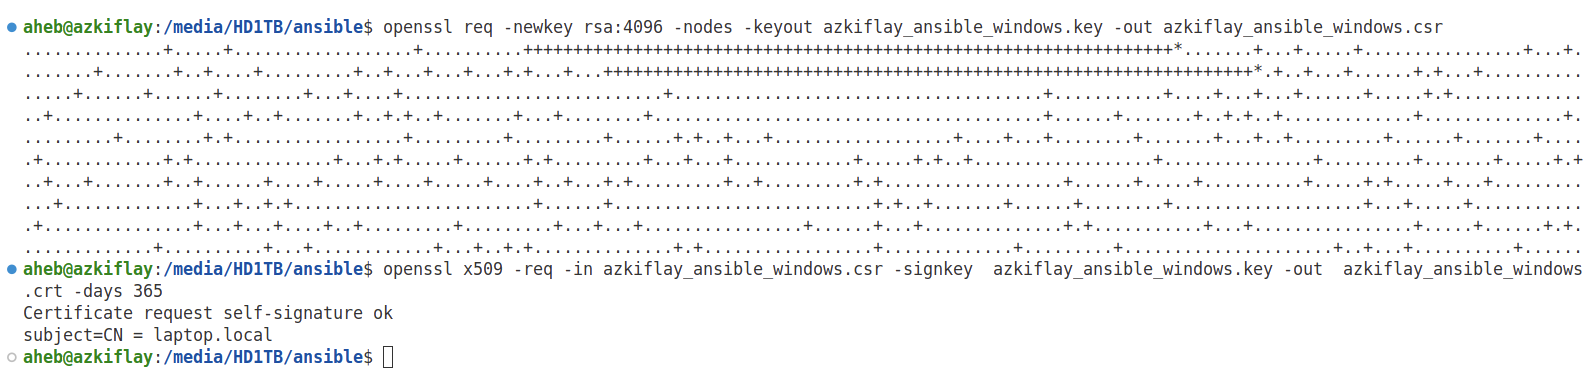 aheb@azkiflay:/media/HD1TB/ansible$ openssl req -newkey rsa:4096 -nodes -keyout azkiflay_ansible_windows.key -out azkiflay_ansible_windows.csr
aheb@azkiflay:/media/HD1TB/ansible$ openssl x509 -req -in azkiflay_ansible_windows.csr -signkey  azkiflay_ansible_windows.key -out  azkiflay_ansible_windows
.crt -days 365
Certificate request self-signature ok
subject=CN = laptop.local
aheb@azkiflay:/media/HD1TB/ansible$